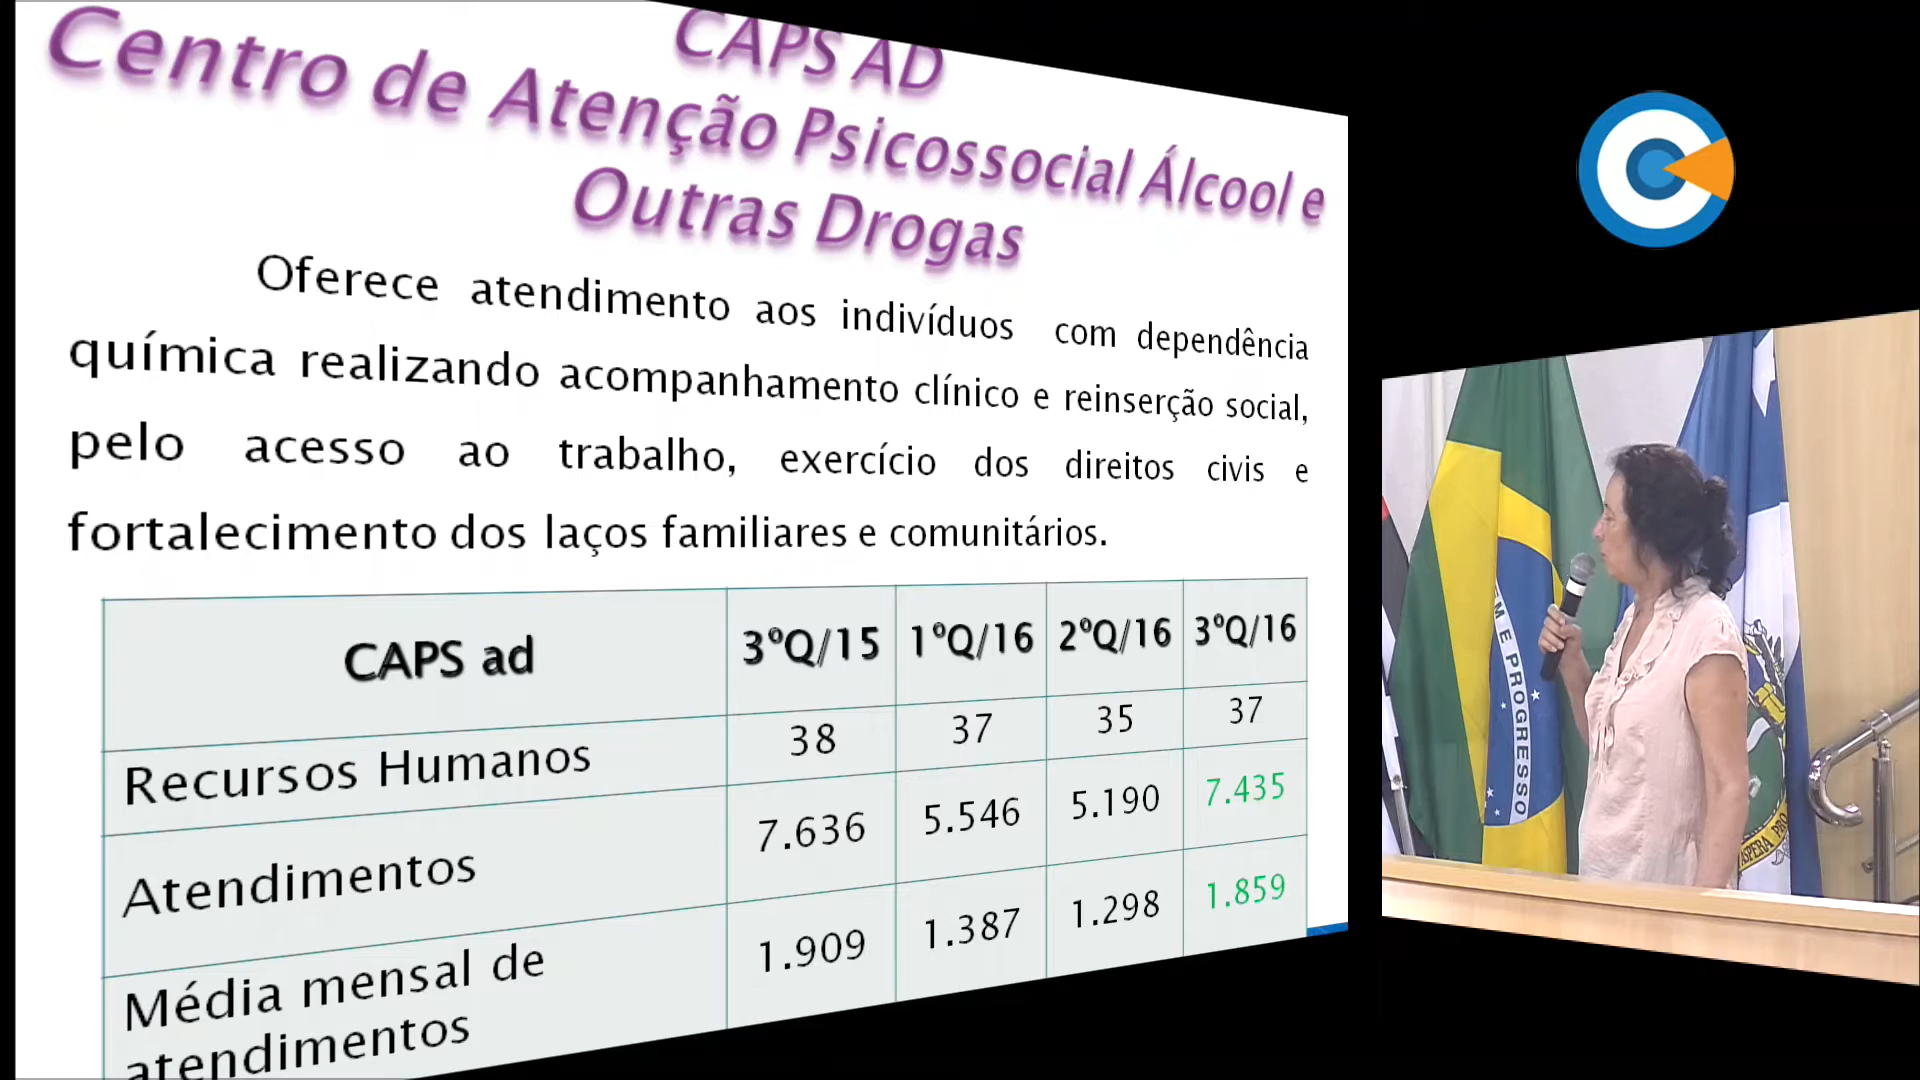 CAPS AD
Centro de Atenção Psicossocial Álcool e
Outras Drogas
Oferece atendimento aos indivíduos com dependência
química realizando acompanhamento clínico e reinserção social,
pelo acesso ao trabalho, exercício dos direitos civis e
fortalecimento dos laços familiares e comunitários.
CAPS ad 3ºQ/15 1ºQ/16 2ºQ/16 3ºQ/16
Recursos Humanos 38 37 35 37
Atendimentos 7.636 5.546 5.190 7.435
Média mensal de
atendimentos 1.909 1.387 1.298 1.859
M E PROGRESSO
ASPERA PRO